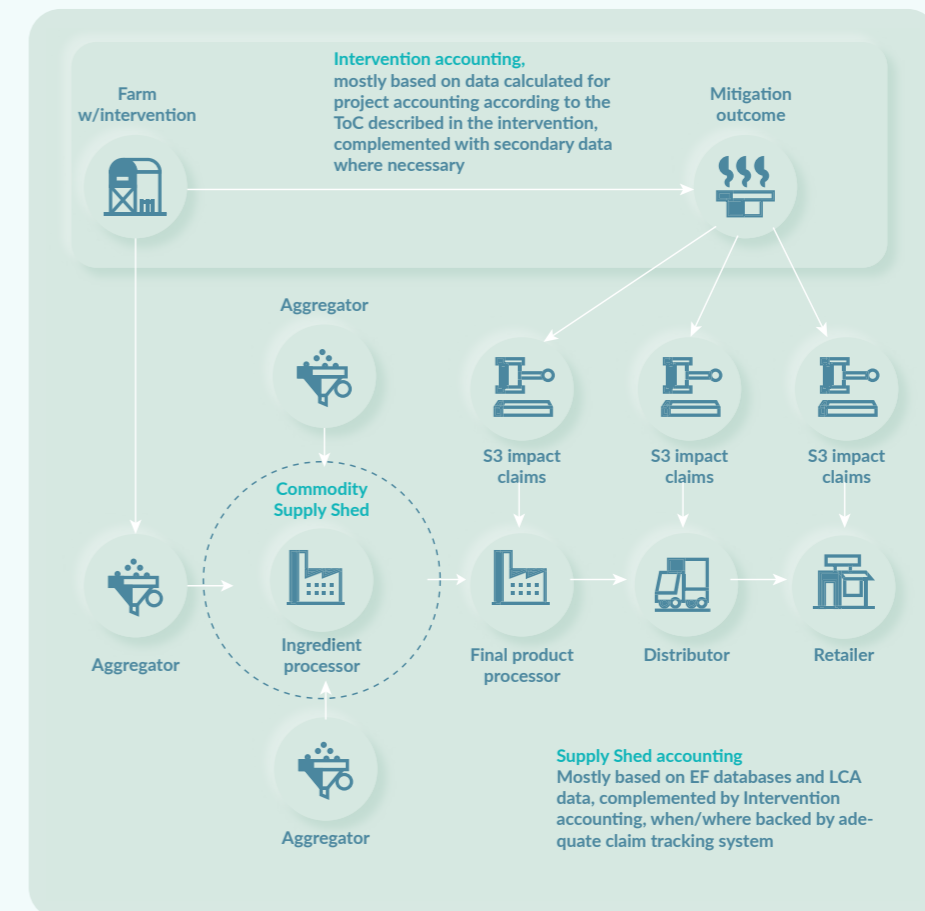 Intervention accounting,
mostly based on data calculated for
project accounting according to the
ToC described in the intervention,
complemented with secondary data
where necessary
Farm
w/intervention
Mitigation
outcome
Aggregator
S3 impact
claims
S3 impact
claims
S3 impact
claims
Commodity
Supply Shed
Aggregator
Ingredient
processor
Final product
processor
Distributor
Retailer
Aggregator
Supply Shed accounting
Mostly based on EF databases and LCA
data, complemented by Intervention
accounting, when/where backed by ade-
quate claim tracking system